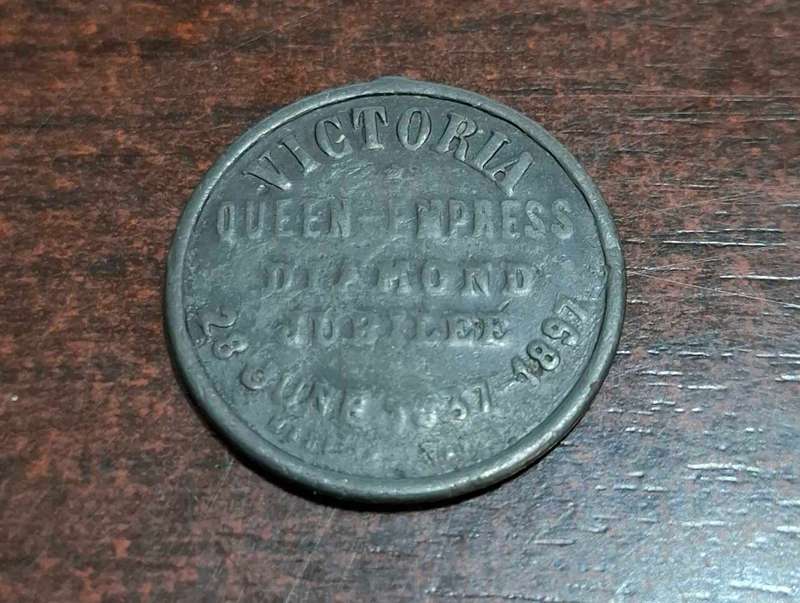 VICTORIA
QUEEN-EMPRESS
DIAMOND
JUBILEE
28 JUNE 1837-1897